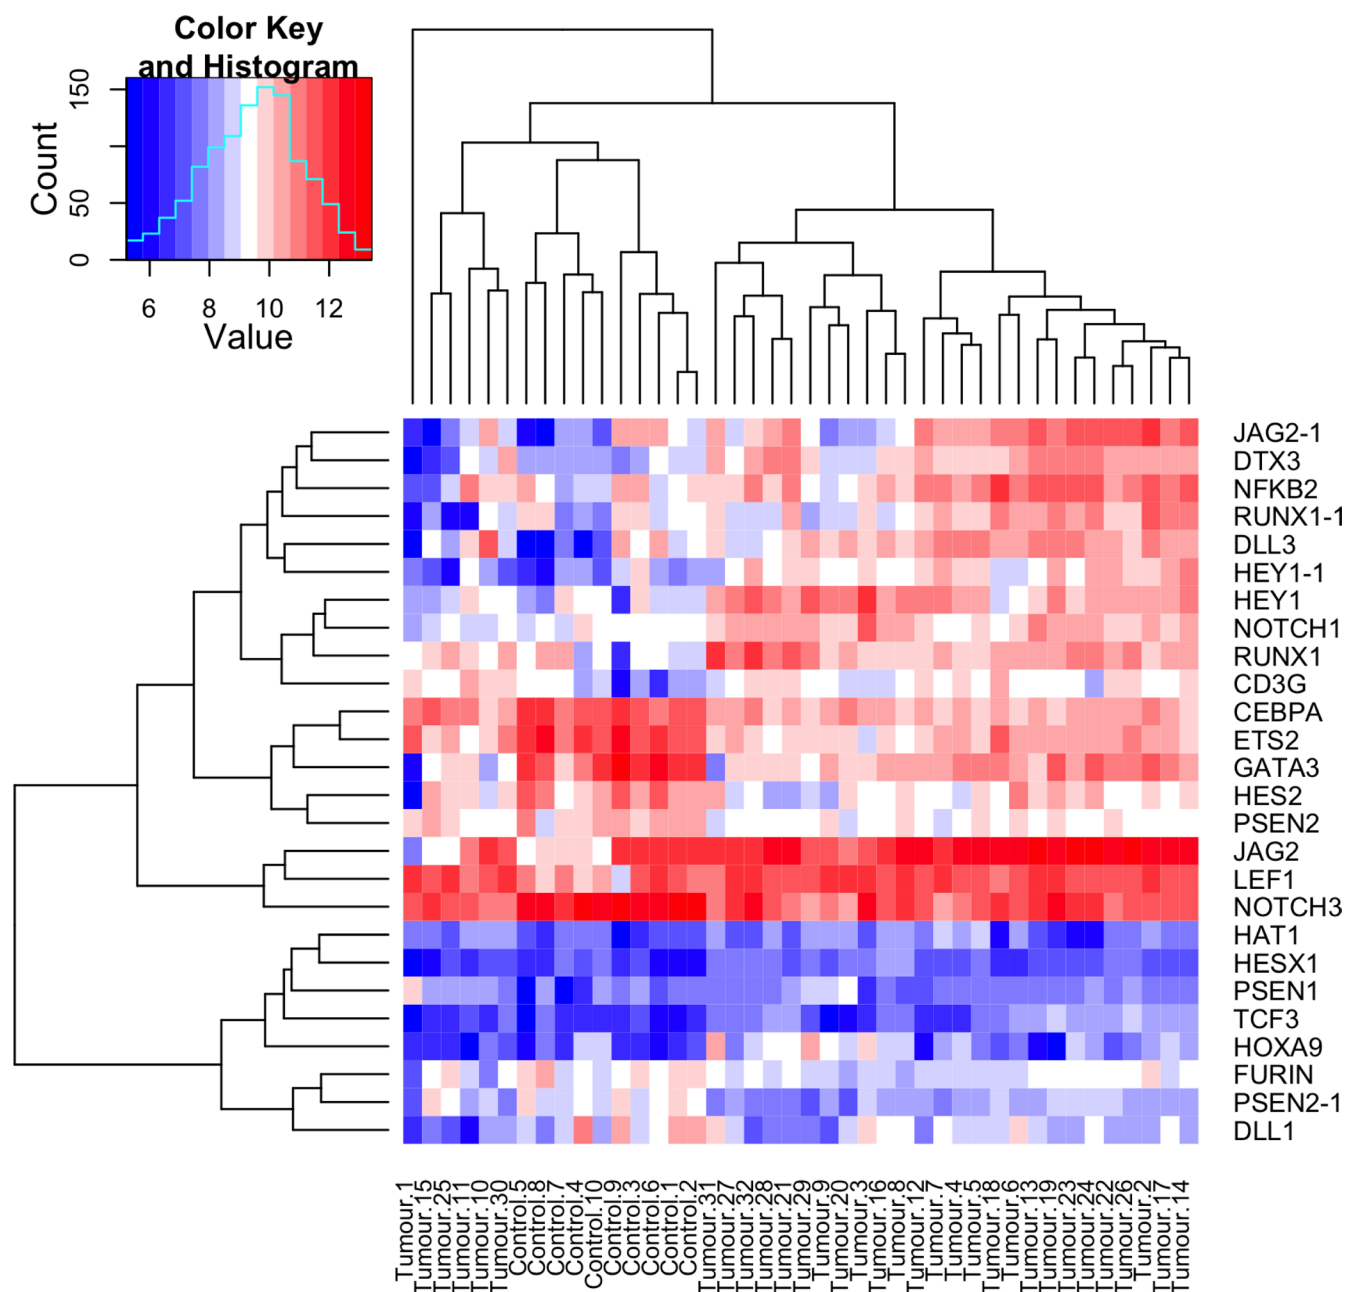 Color Key
and Histogram
Count
0
50
150
6 8 10 12
Value
JAG2-1
DTX3
NFKB2
RUNX1-1
DLL3
HEY1-1
HEY1
NOTCH1
RUNX1
CD3G
CEBPA
ETS2
GATA3
HES2
PSEN2
JAG2
LEF1
NOTCH3
HAT1
HESX1
PSEN1
TCF3
HOXA9
FURIN
PSEN2-1
DLL1
Tumour.1
Tumour.15
Tumour.25
Tumour.11
Tumour.10
Tumour.30
Control.5
Control.8
Control.7
Control.4
Control.10
Control.9
Control.3
Control.6
Control.1
Control.2
Tumour.31
Tumour.27
Tumour.32
Tumour.28
Tumour.21
Tumour.29
Tumour.9
Tumour.20
Tumour.3
Tumour.16
Tumour.8
Tumour.12
Tumour.7
Tumour.4
Tumour.5
Tumour.18
Tumour.6
Tumour.13
Tumour.19
Tumour.23
Tumour.24
Tumour.22
Tumour.26
Tumour.2
Tumour.17
Tumour.14